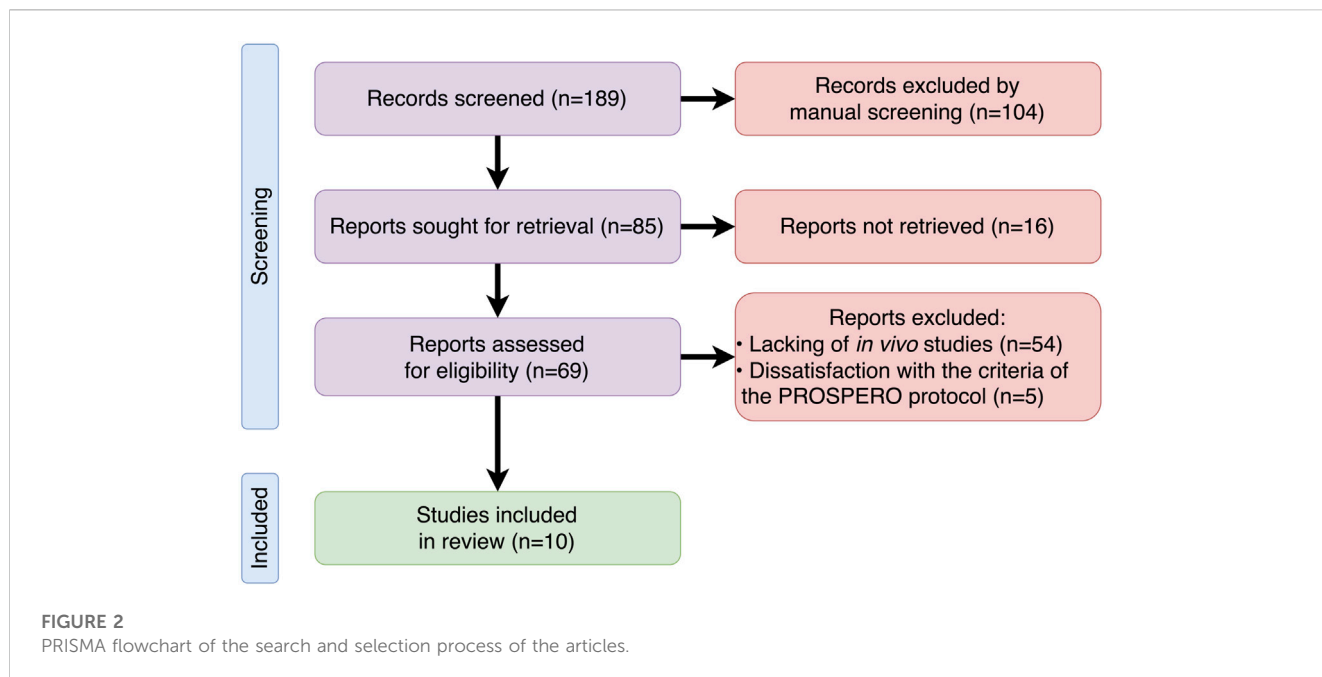 Screening
Records screened (n=189)
Records excluded by
manual screening (n=104)
Reports sought for retrieval (n=85)
Reports not retrieved (n=16)
Reports assessed
for eligibility (n=69)
Reports excluded:
• Lacking of in vivo studies (n=54)
• Dissatisfaction with the criteria of
the PROSPERO protocol (n=5)
Included
Studies included
in review (n=10)
FIGURE 2
PRISMA flowchart of the search and selection process of the articles.